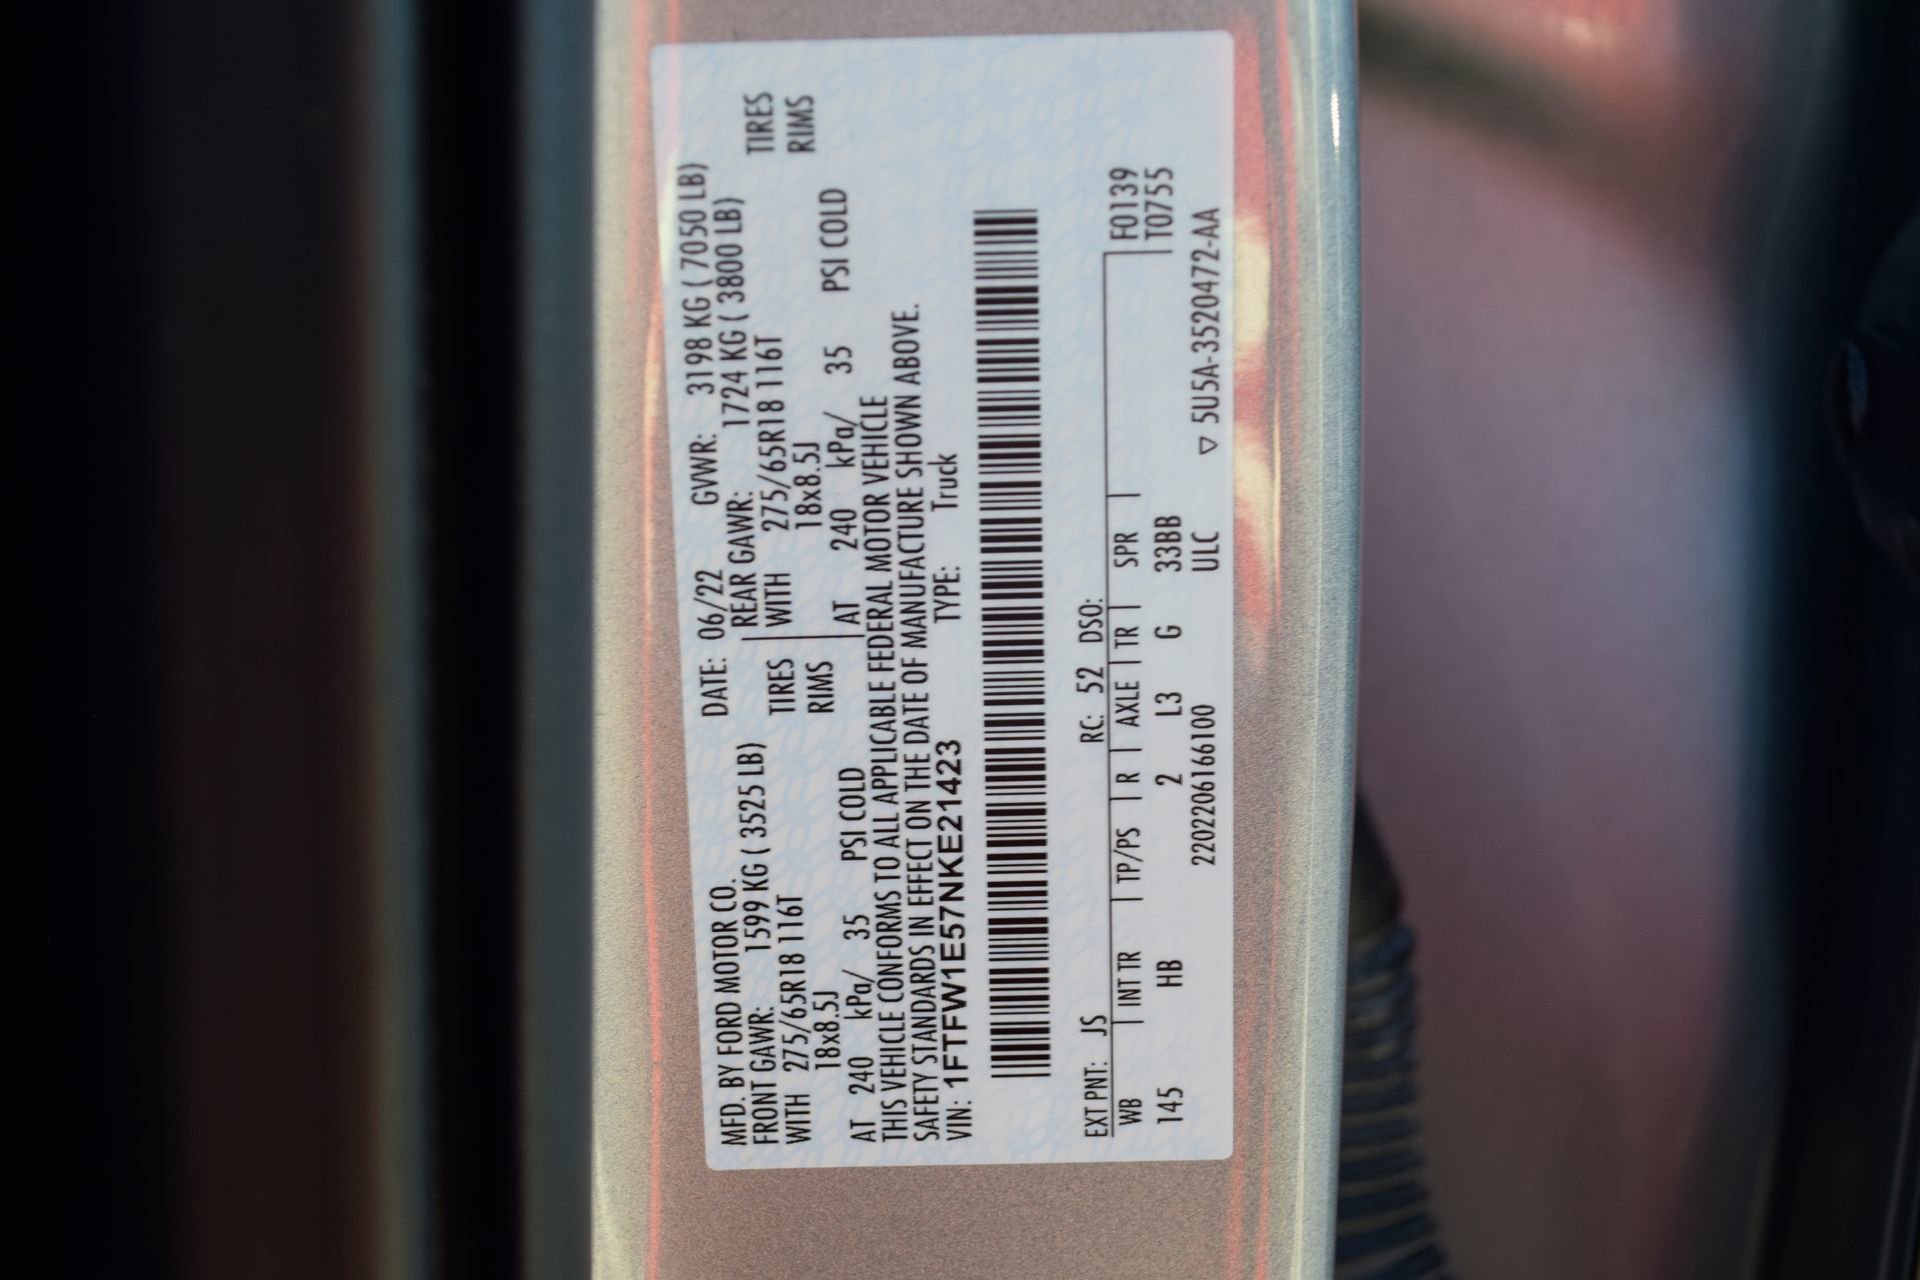 MFD. BY FORD MOTOR CO. DATE: 06/22 GVWR: 3198 KG ( 7050 LB)
FRONT GAWR: 1599 KG ( 3525 LB) REAR GAWR: 1724 KG ( 3800 LB)
WITH 275/65R18 116T TIRES WITH 275/65R18 116T TIRES
18x8.5J RIMS 18x8.5J RIMS
AT 240 kPa/ 35 PSI COLD AT 240 kPa/ 35 PSI COLD
THIS VEHICLE CONFORMS TO ALL APPLICABLE FEDERAL MOTOR VEHICLE
SAFETY STANDARDS IN EFFECT ON THE DATE OF MANUFACTURE SHOWN ABOVE.
VIN: 1FTFW1E57NKE21423 TYPE: Truck
EXT PNT: JS RC: 52 DSO: F0139
WB INT TR TP/PS R AXLE TR SPR T0755
145 HB 2 L3 G 33BB
2202206166100 ULC ▽ 5U5A-3520472-AA